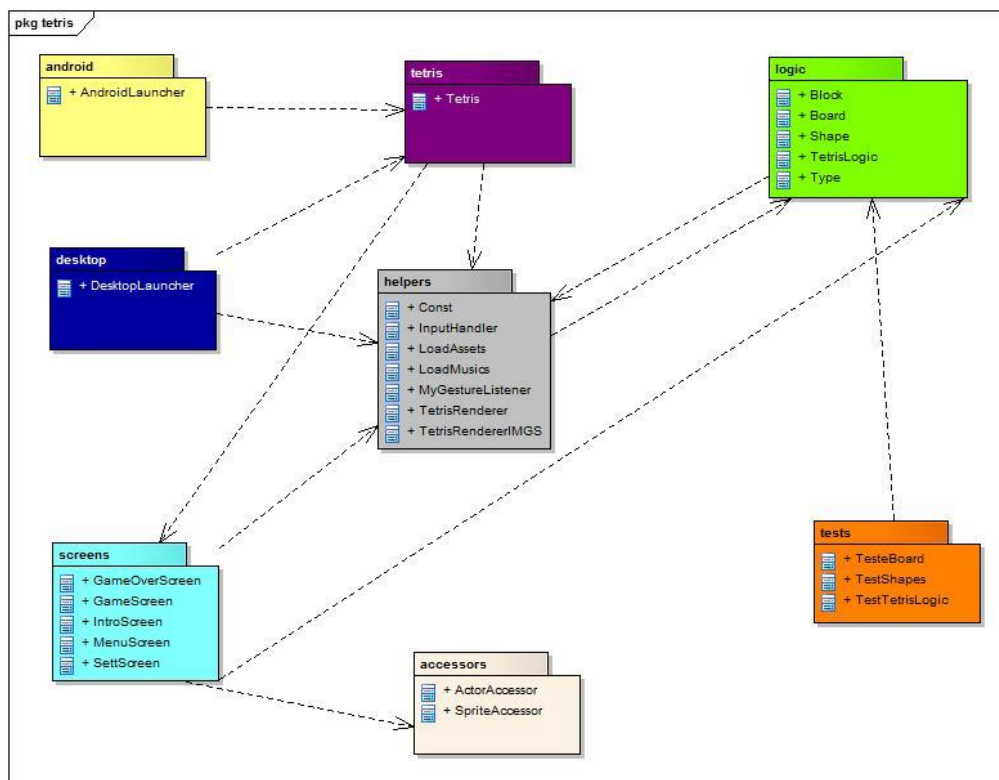 pkg tetris
android
+ AndroidLauncher
tetris
+ Tetris
logic
+ Block
+ Board
+ Shape
+ TetrisLogic
+ Type
desktop
+ DesktopLauncher
helpers
+ Const
+ InputHandler
+ LoadAssets
+ LoadMusics
+ MyGestureListener
+ TetrisRenderer
+ TetrisRendererIMGS
screens
+ GameOverScreen
+ GameScreen
+ IntroScreen
+ MenuScreen
+ SettScreen
tests
+ TesteBoard
+ TestShapes
+ TestTetrisLogic
accessors
+ ActorAccessor
+ SpriteAccessor